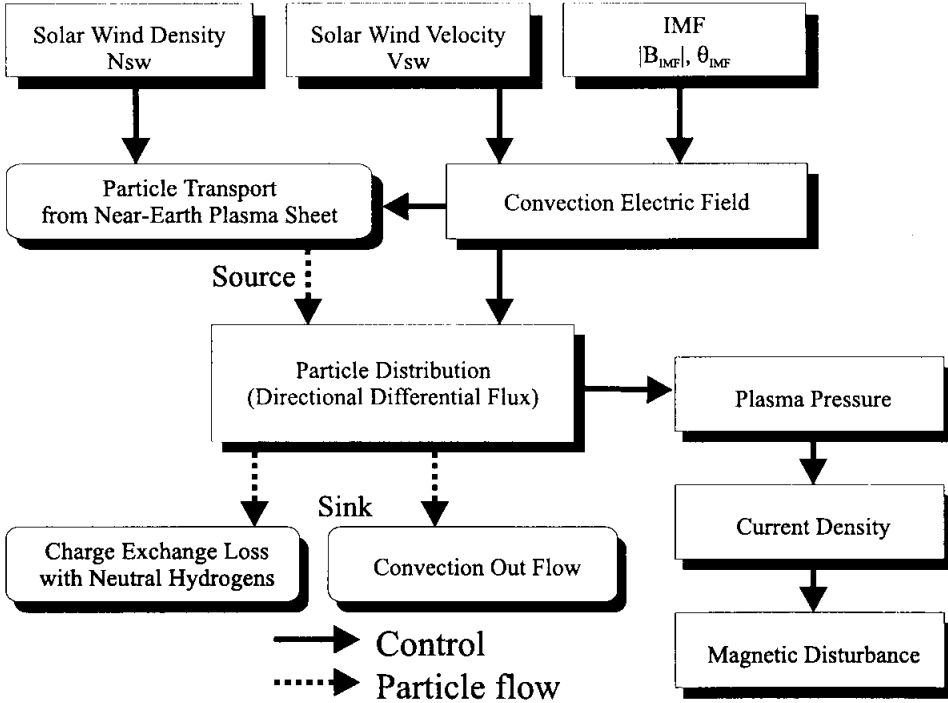 Solar Wind Density
Nsw
Solar Wind Velocity
Vsw
IMF
|BIMF|, θIMF
Particle Transport
from Near-Earth Plasma Sheet
Convection Electric Field
Source
Particle Distribution
(Directional Differential Flux)
Plasma Pressure
Sink
Charge Exchange Loss
with Neutral Hydrogens
Convection Out Flow
Current Density
Control
Magnetic Disturbance
Particle flow